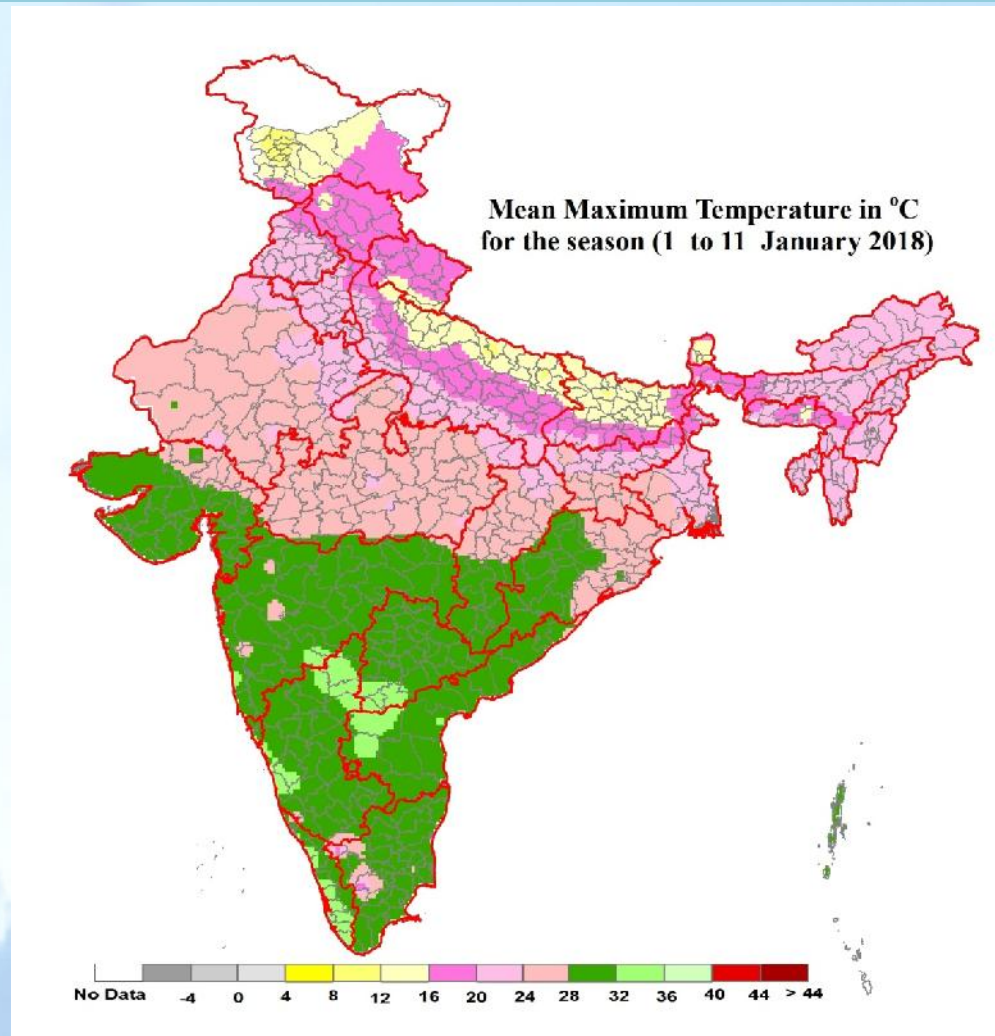 Mean Maximum Temperature in °C
for the season (1 to 11 January 2018)
No Data -4 0 4 8 12 16 20 24 28 32 36 40 44 > 44